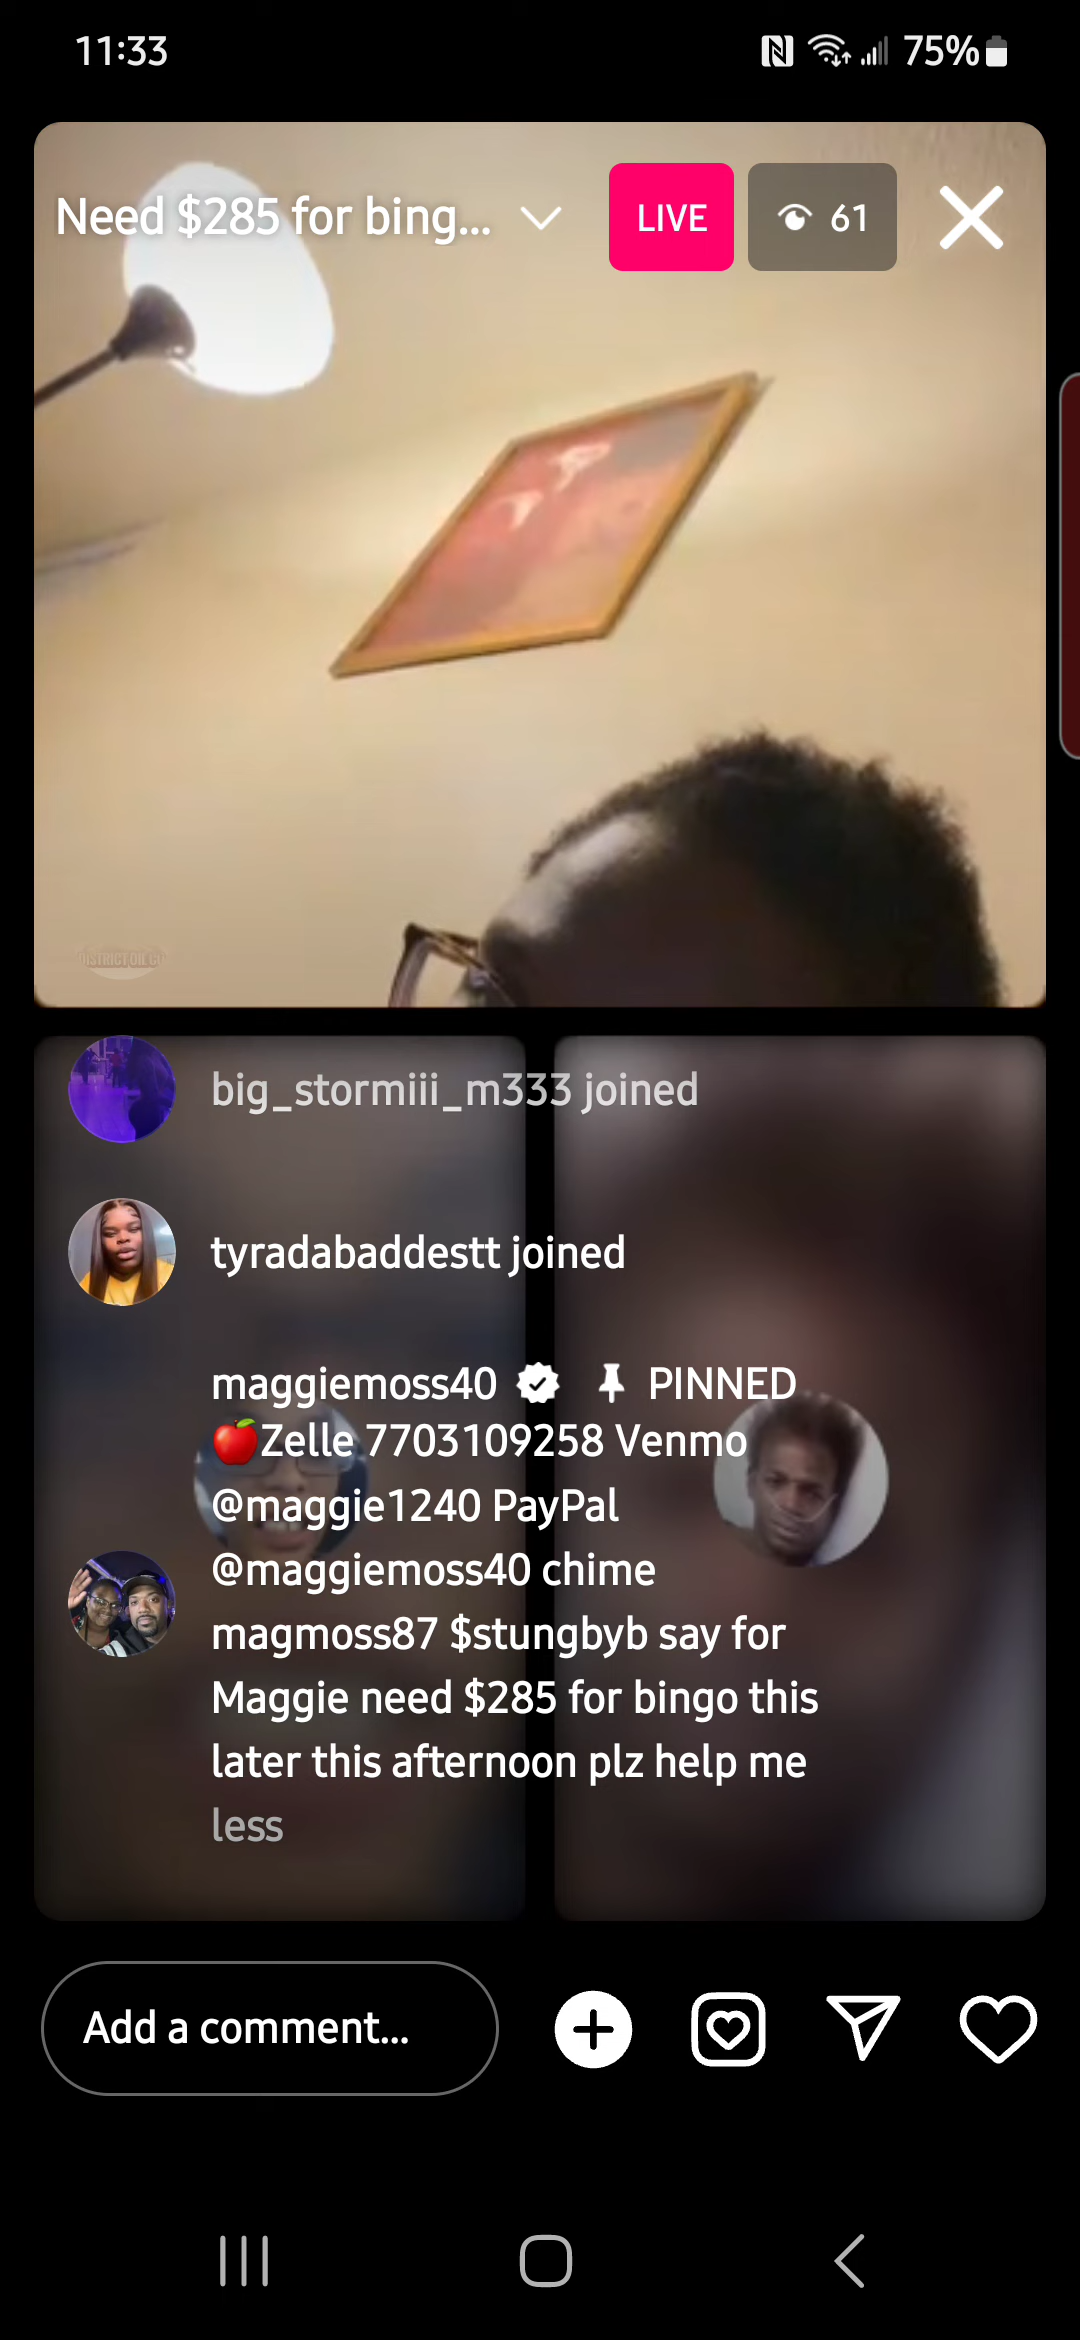 11:33
75%
Need $285 for bing...
LIVE
61
big_stormiii_m333 joined
tyradabaddestt joined
maggiemoss40 PINNED
🍎Zelle 7703109258 Venmo
@maggie1240 PayPal
@maggiemoss40 chime
magmoss87 $stungbyb say for
Maggie need $285 for bingo this
later this afternoon plz help me
less
Add a comment...